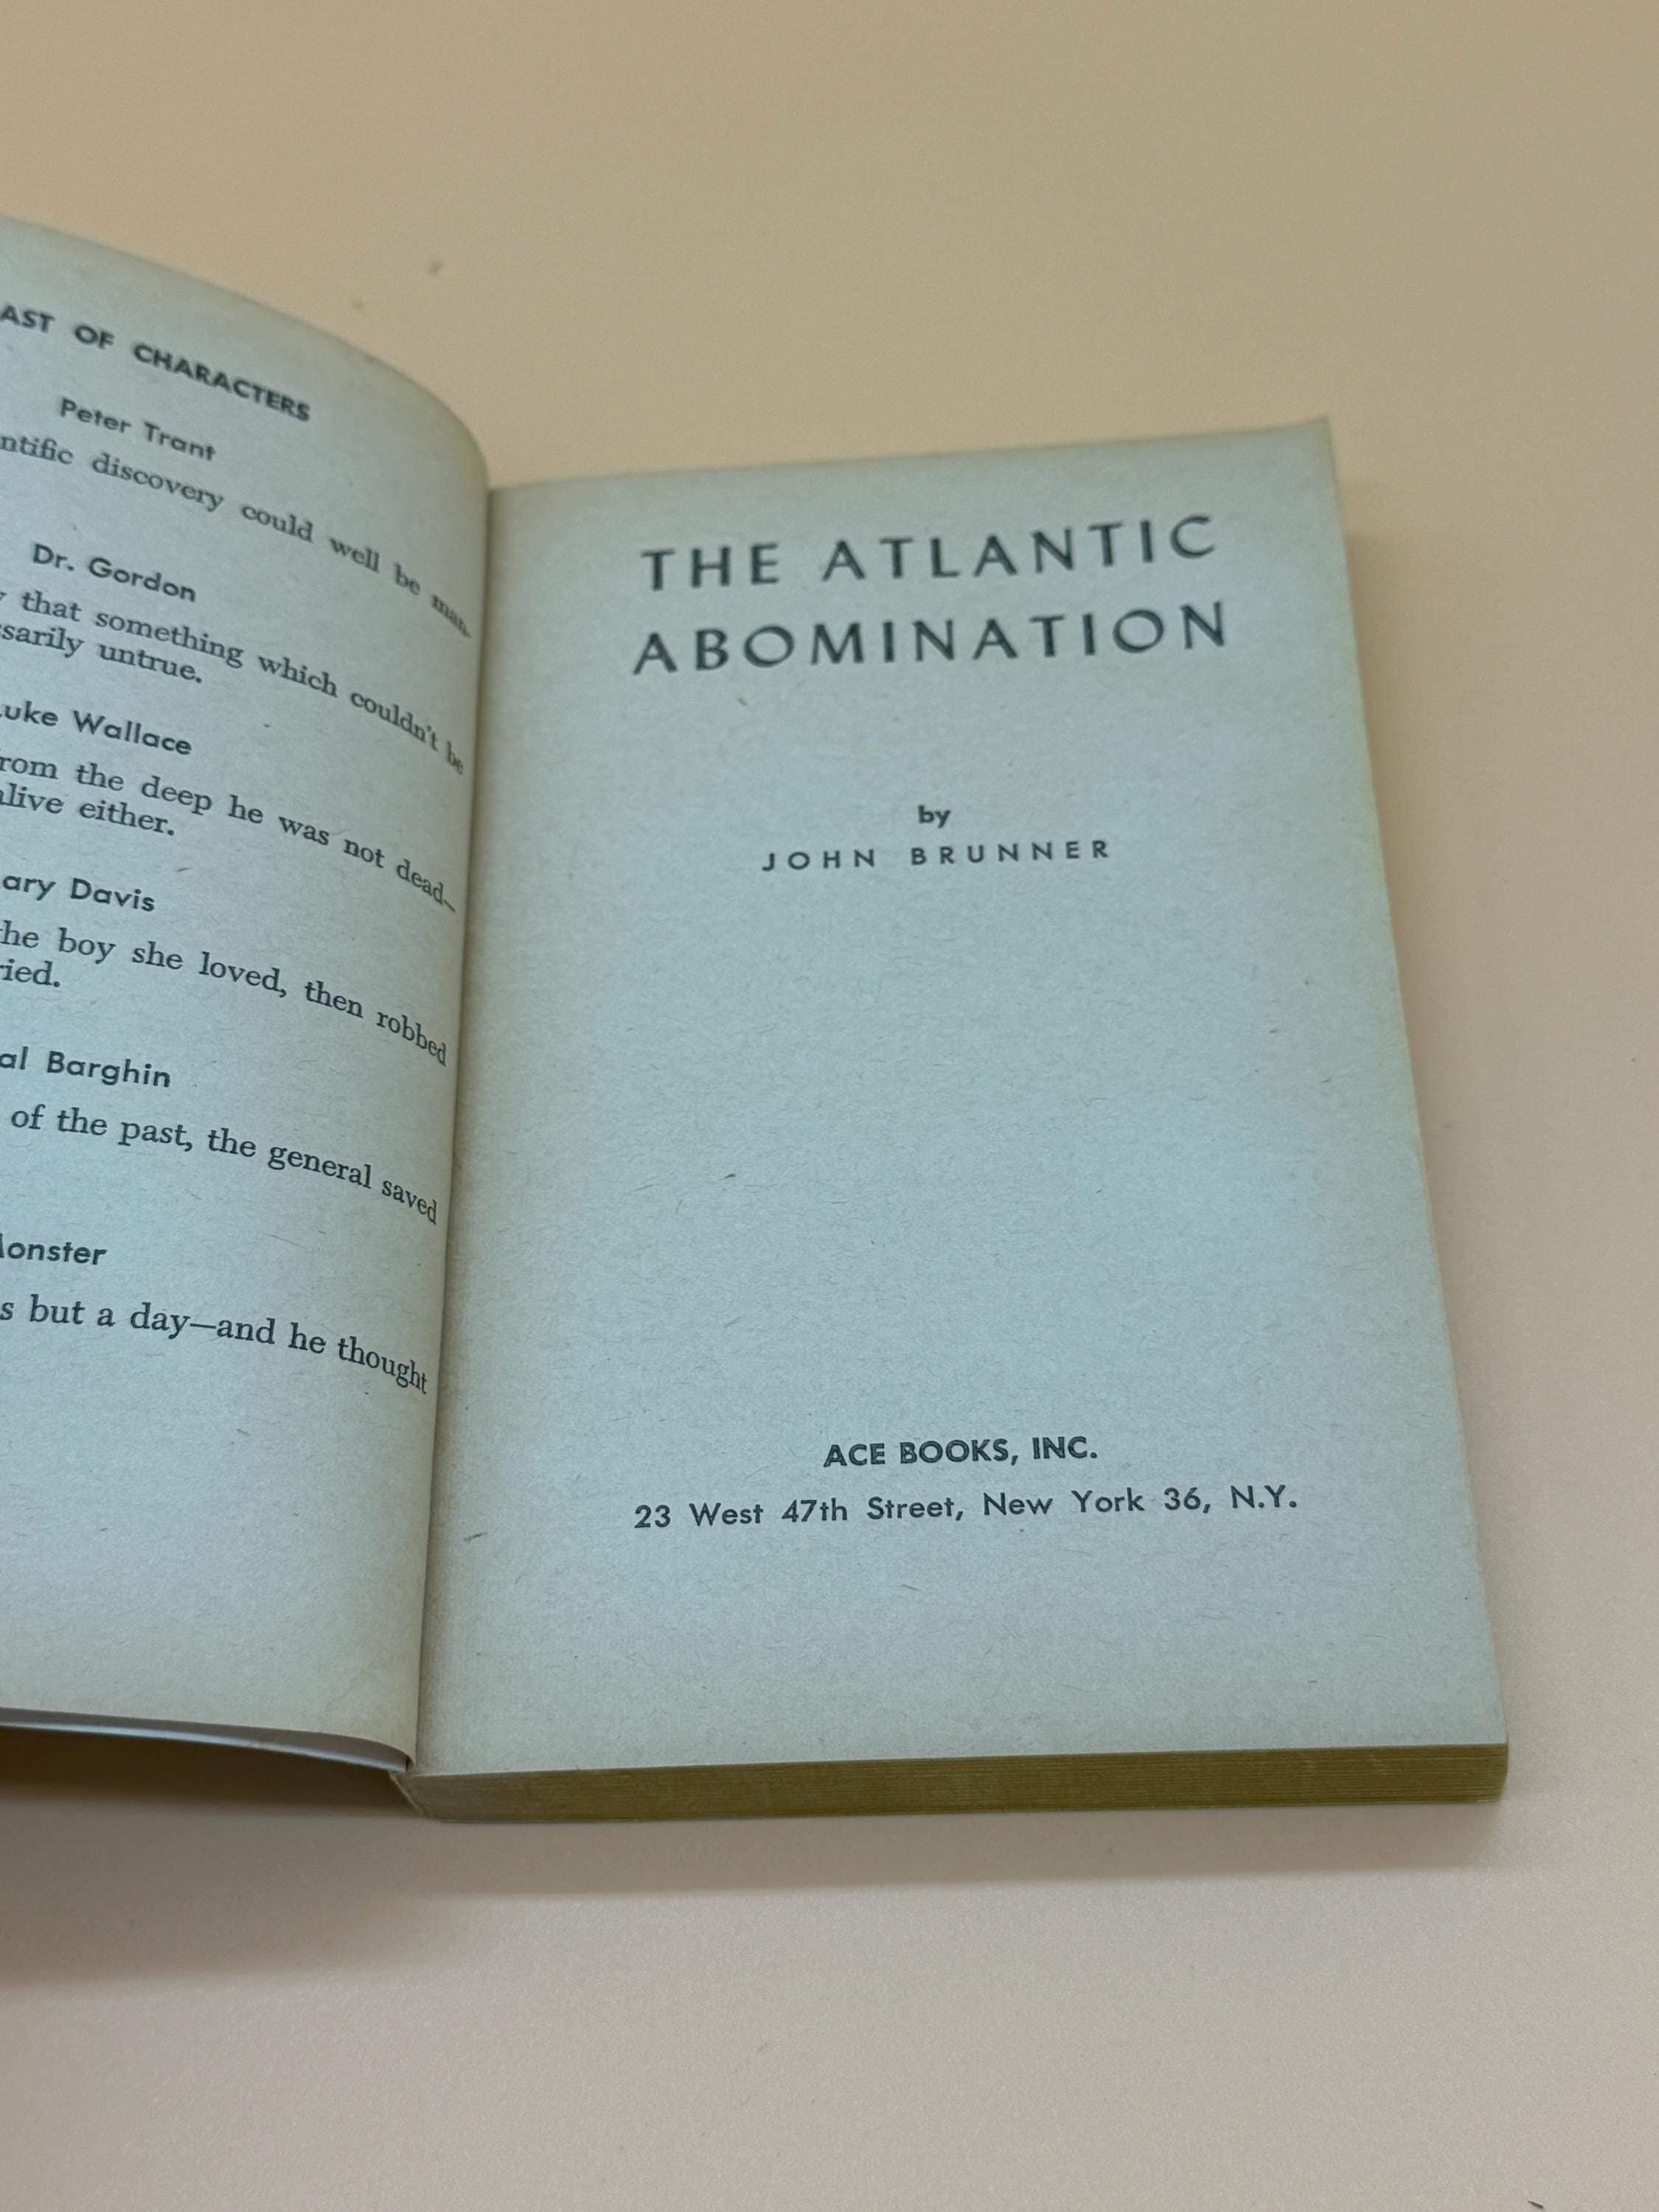 AST OF CHARACTERS
Peter Trant
ntific discovery could well be man-
Dr. Gordon
that something which couldn't be
ssarily untrue.
uke Wallace
rom the deep he was not dead—
alive either.
ary Davis
he boy she loved, then robbed
ried.
al Barghin
of the past, the general saved
onster
s but a day—and he thought
THE ATLANTIC
ABOMINATION
by
JOHN BRUNNER
ACE BOOKS, INC.
23 West 47th Street, New York 36, N.Y.